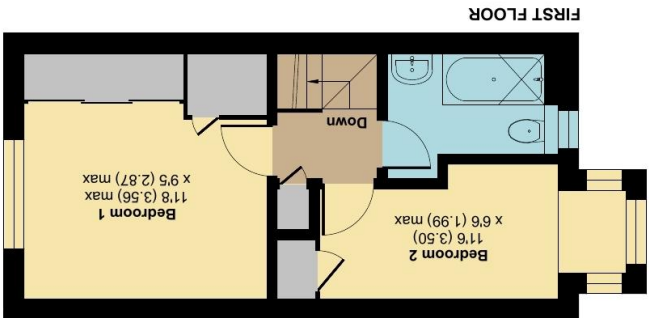 FIRST FLOOR
Down
Bedroom 1
11'8 (3.56) max
x 9'5 (2.87) max
Bedroom 2
11'6 (3.50)
x 6'6 (1.99) max